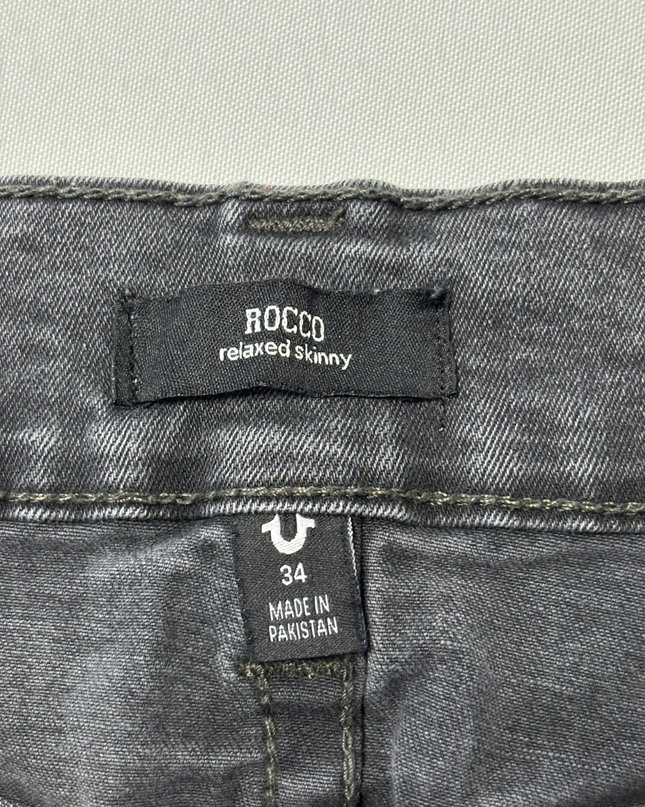 ROCCO
relaxed skinny
34
MADE IN
PAKISTAN